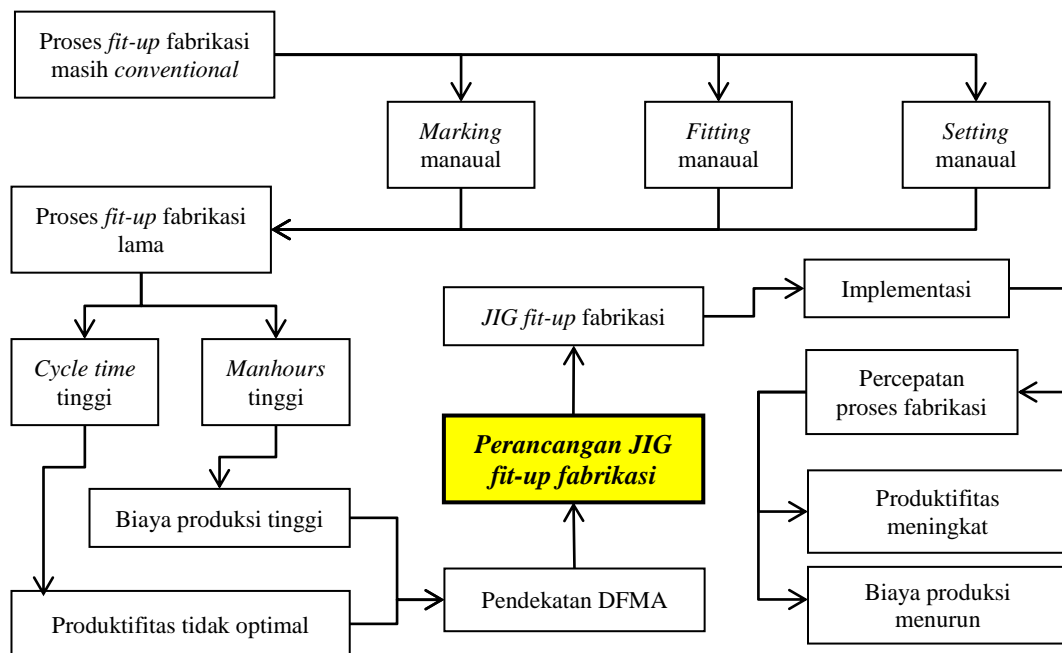 Proses fit-up fabrikasi
masih conventional
Marking
manaual
Fitting
manaual
Setting
manaual
Proses fit-up fabrikasi
lama
Cycle time
tinggi
Manhours
tinggi
Biaya produksi tinggi
Produktifitas tidak optimal
Pendekatan DFMA
Perancangan JIG
fit-up fabrikasi
JIG fit-up fabrikasi
Implementasi
Percepatan
proses fabrikasi
Produktifitas
meningkat
Biaya produksi
menurun